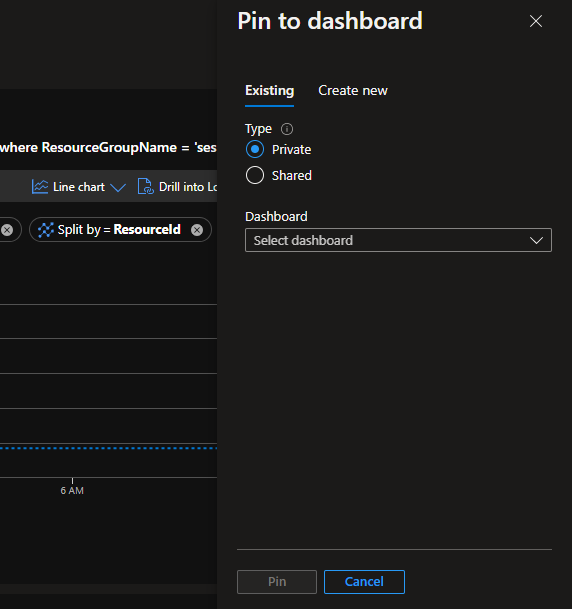 Pin to dashboard
Existing
Create new
where ResourceGroupName = 'ses
Type
Private
Line chart
Drill into Lo
Shared
Dashboard
Split by = ResourceId
Select dashboard
6 AM
Pin
Cancel